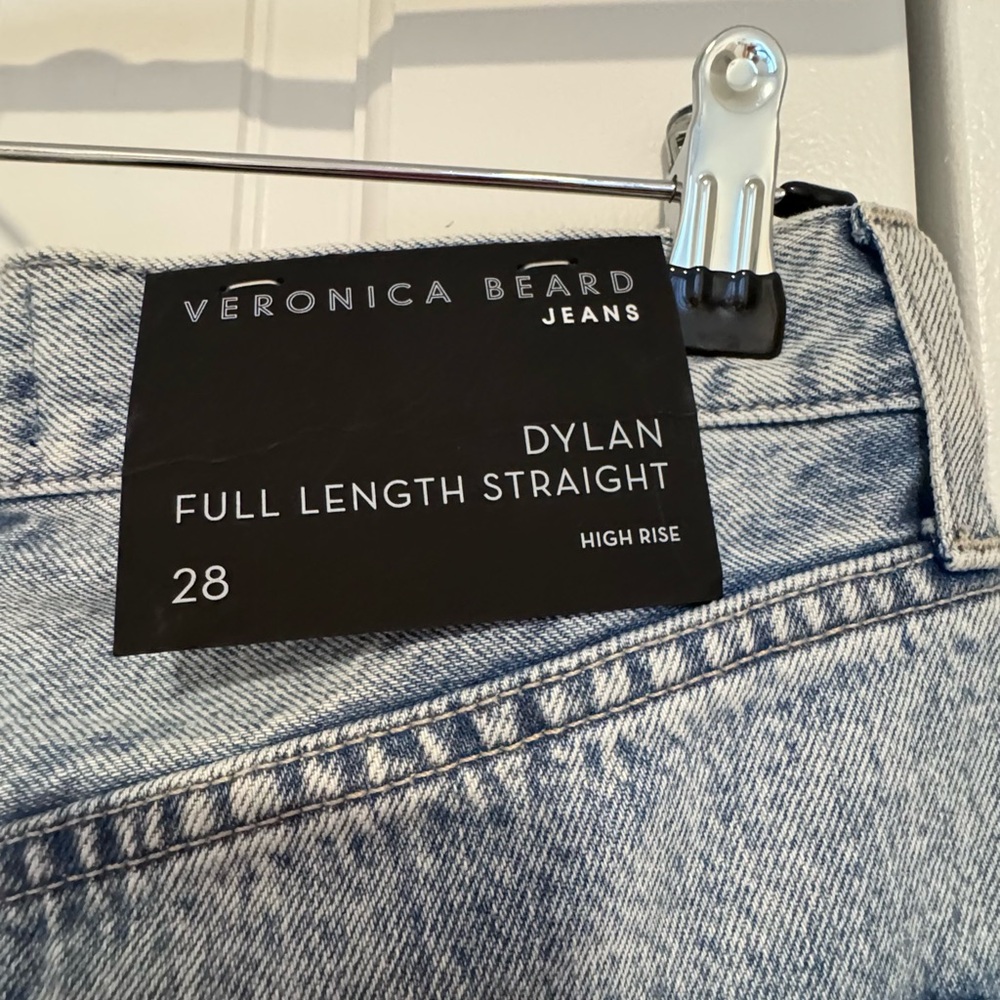 VERONICA BEARD
JEANS
DYLAN
FULL LENGTH STRAIGHT
HIGH RISE
28